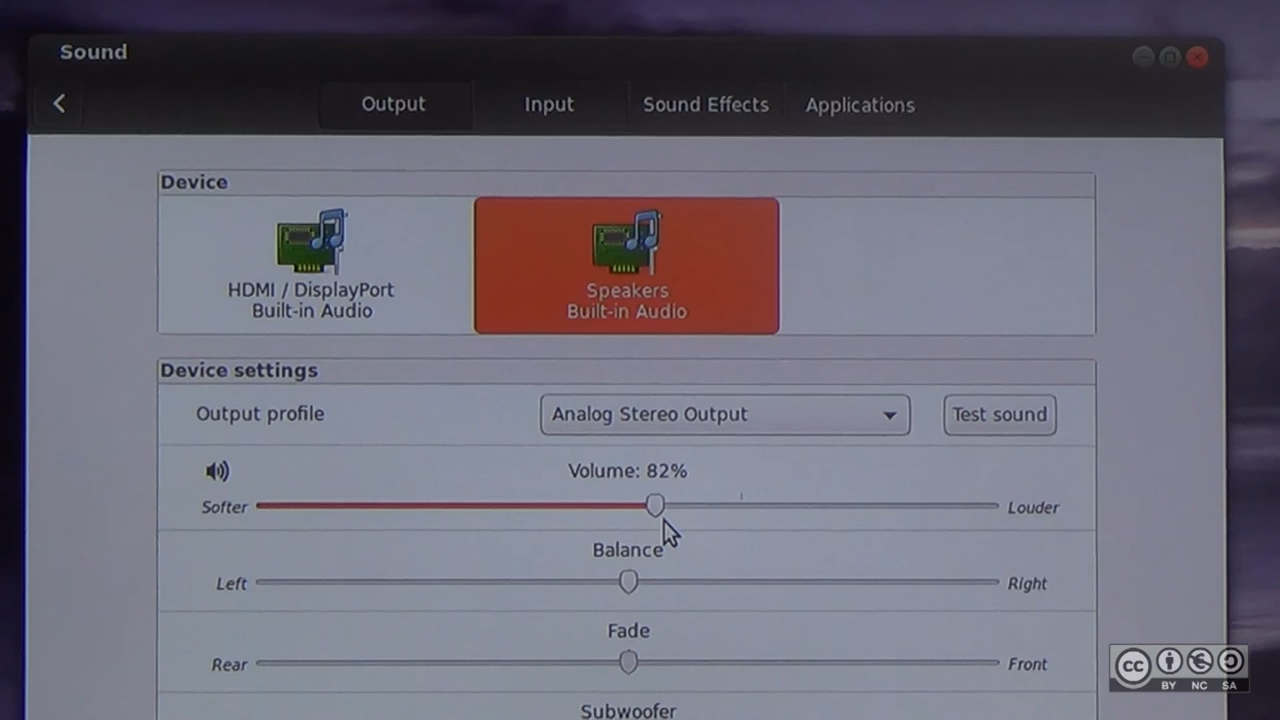 Sound
Output Input Sound Effects Applications
Device
HDMI / DisplayPort
Built-in Audio
Speakers
Built-in Audio
Device settings
Output profile Analog Stereo Output Test sound
Volume: 82%
Softer Louder
Balance
Left Right
Fade
Rear Front
Subwoofer
cc
BY NC SA